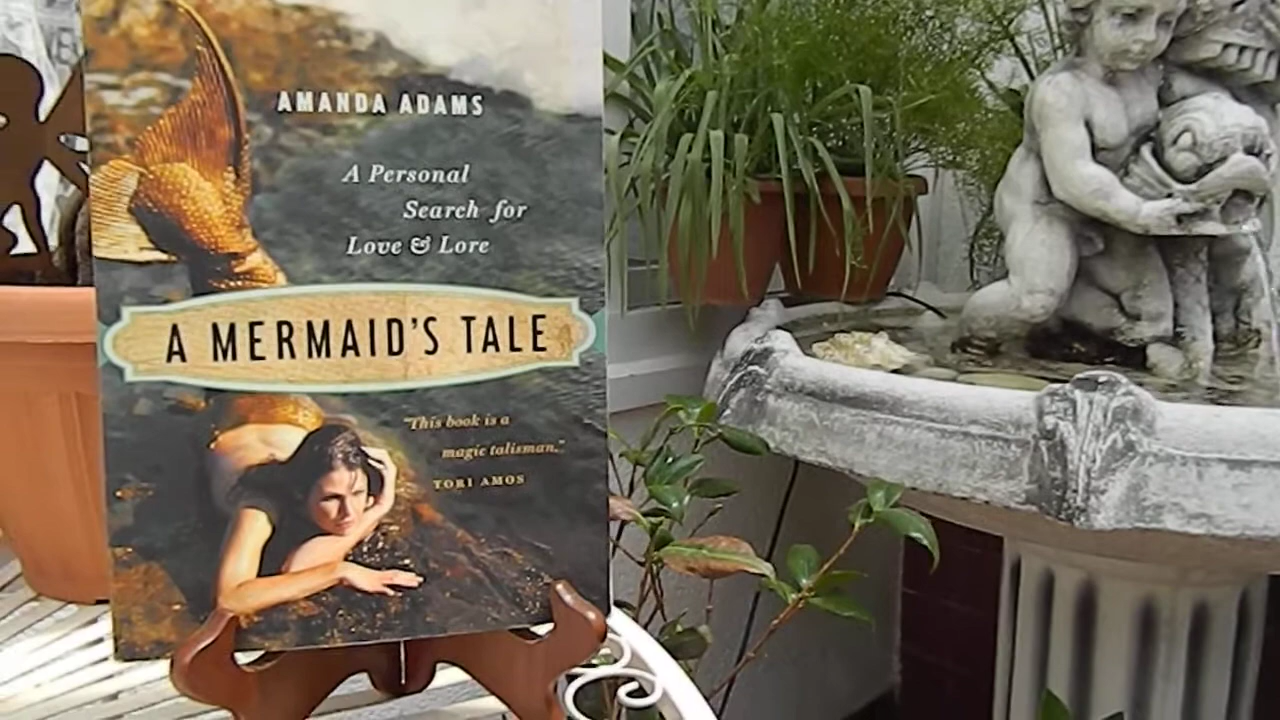 AMANDA ADAMS
A Personal
Search for
Love & Lore
A MERMAID'S TALE
"This book is a
magic talisman."
TORI AMOS